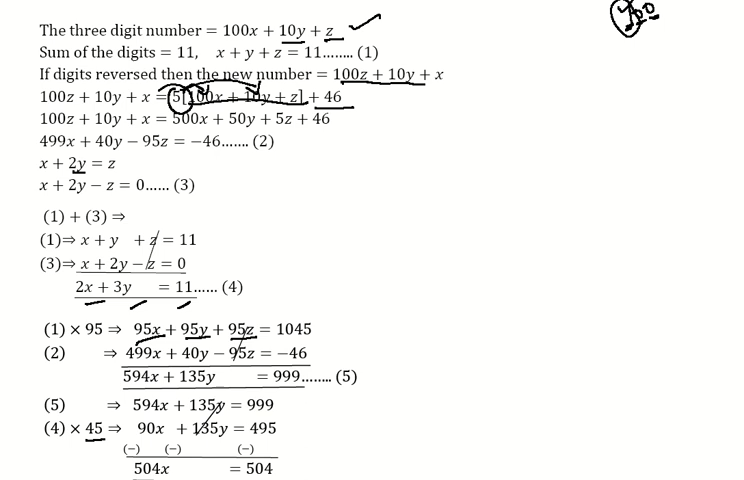 The three digit number = 100x + 10y + z
Sum of the digits = 11, x + y + z = 11........ (1)
If digits reversed then the new number = 100z + 10y + x
100z + 10y + x = 5[100x + 10y + z] + 46
100z + 10y + x = 500x + 50y + 5z + 46
499x + 40y − 95z = −46....... (2)
x + 2y = z
x + 2y − z = 0...... (3)
(1) + (3) ⇒
(1)⇒ x + y + z = 11
(3)⇒ x + 2y − z = 0
2x + 3y = 11...... (4)
(1) × 95 ⇒ 95x + 95y + 95z = 1045
(2) ⇒ 499x + 40y − 95z = −46
594x + 135y = 999........ (5)
(5) ⇒ 594x + 135y = 999
(4) × 45 ⇒ 90x + 135y = 495
(−) (−) (−)
504x = 504